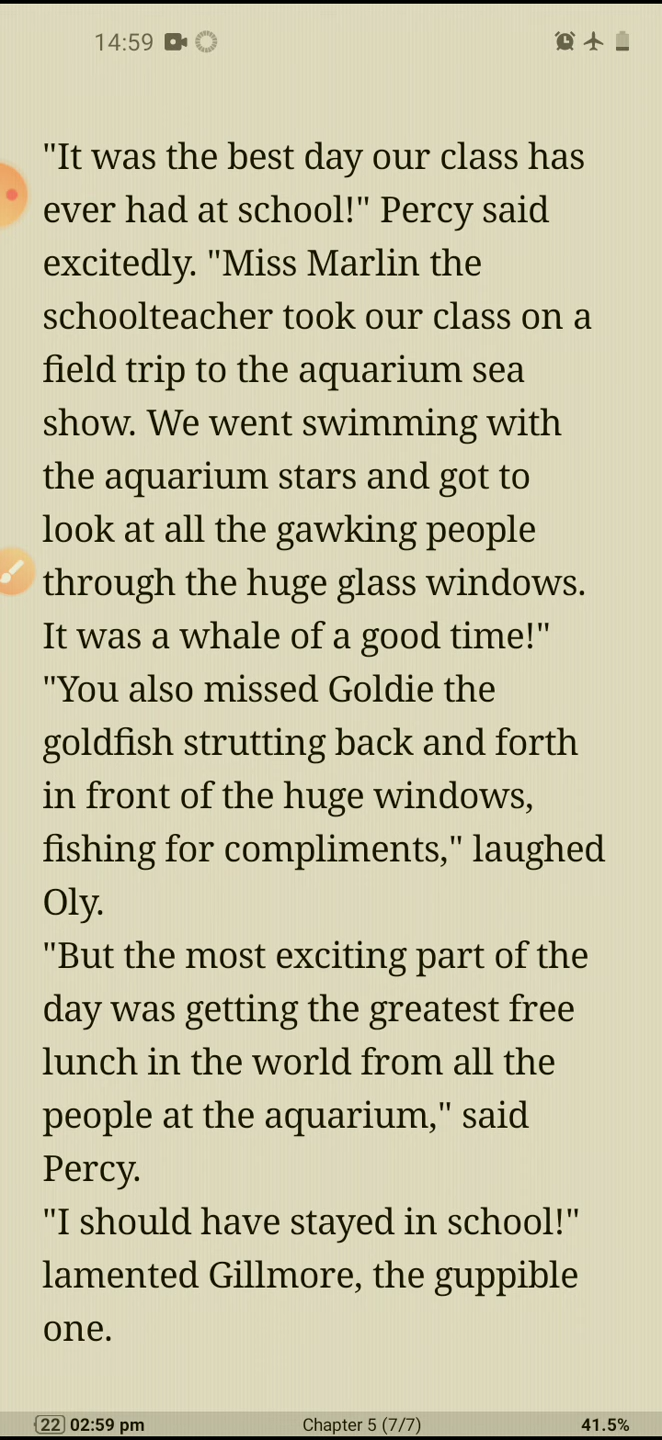 14:59
"It was the best day our class has
ever had at school!" Percy said
excitedly. "Miss Marlin the
schoolteacher took our class on a
field trip to the aquarium sea
show. We went swimming with
the aquarium stars and got to
look at all the gawking people
through the huge glass windows.
It was a whale of a good time!"
"You also missed Goldie the
goldfish strutting back and forth
in front of the huge windows,
fishing for compliments," laughed
Oly.
"But the most exciting part of the
day was getting the greatest free
lunch in the world from all the
people at the aquarium," said
Percy.
"I should have stayed in school!"
lamented Gillmore, the guppible
one.
22 02:59 pm Chapter 5 (7/7) 41.5%